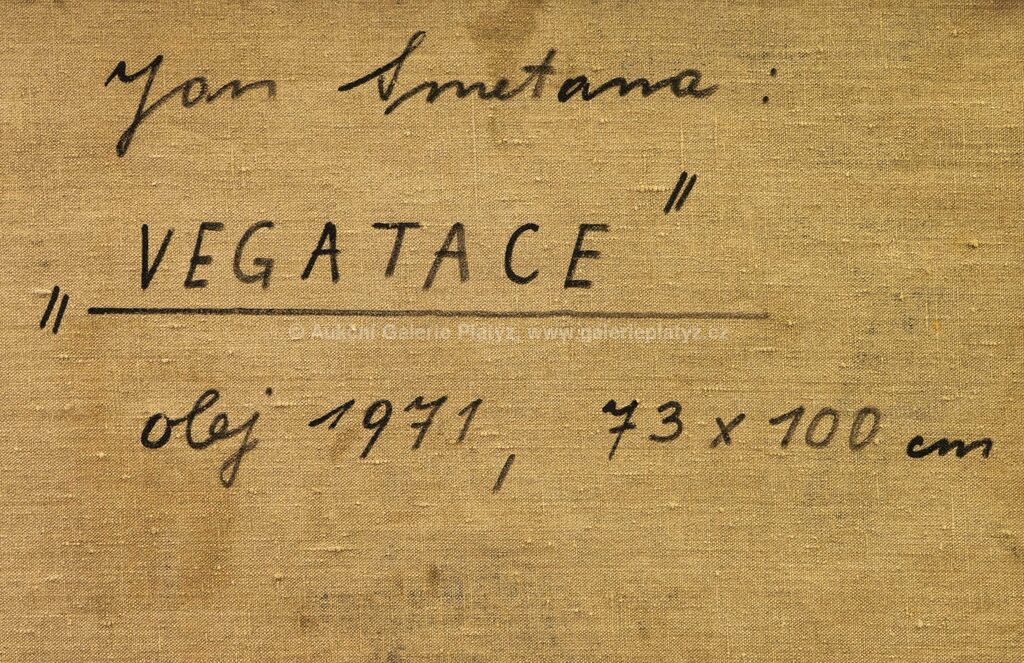 Jan Smetana :
„VEGATACE"
© Aukční Galerie Platýz, www.galerieplatyz.cz
olej 1971, 73 x 100 cm